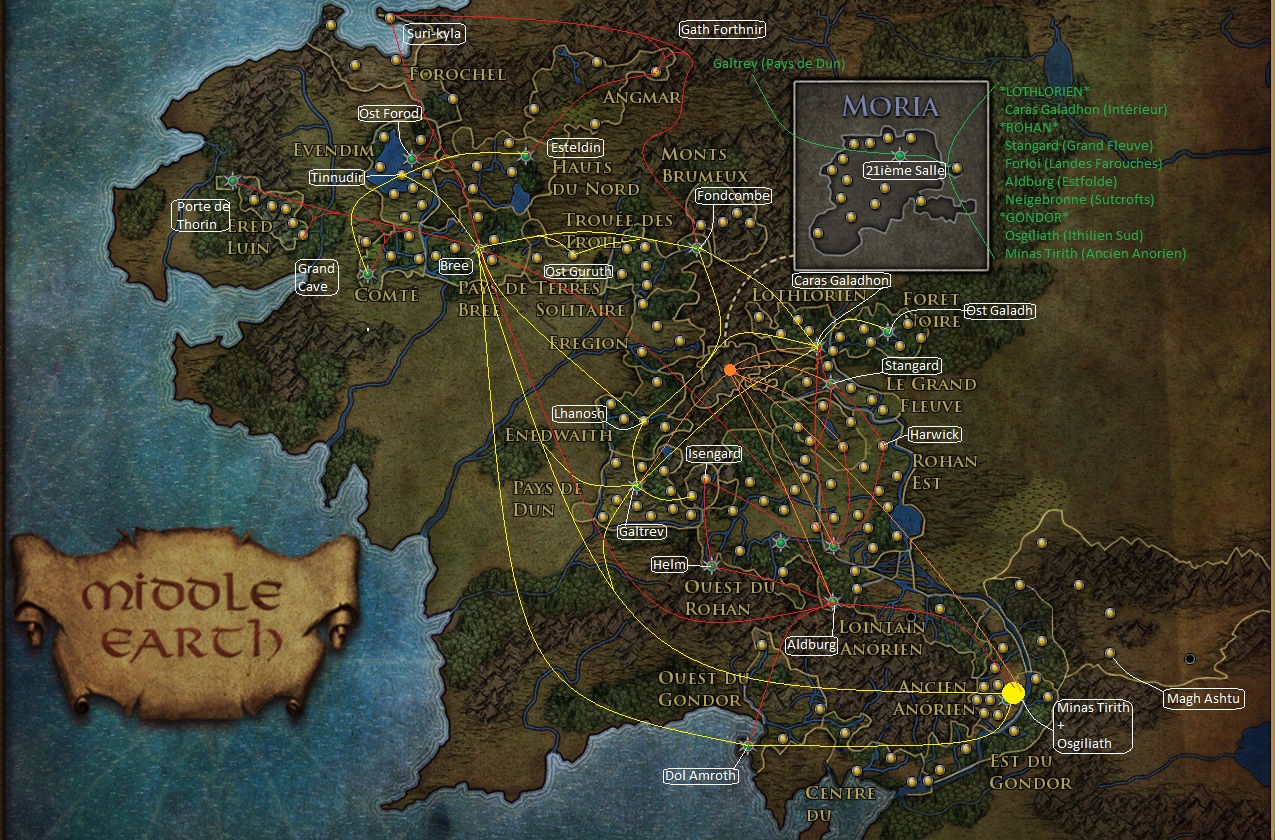 Suri-kyla
Gath Forthnir
FOROCHEL
Galtrev (Pays de Dun)
ANGMAR
MORIA
*LOTHLORIEN*
Caras Galadhon (Intérieur)
*ROHAN*
Stangard (Grand Fleuve)
Forloi (Landes Farouches)
Aldburg (Estfolde)
Neigebronne (Sutcrofts)
*GONDOR*
Osgiliath (Ithilien Sud)
Minas Tirith (Ancien Anorien)
21ième Salle
Ost Forod
EVENDIM
Esteldin
HAUTS
DU NORD
MONTS
BRUMEUX
Tinnudir
Fondcombe
Porte de
Thorin
ERED
LUIN
TROUÉE DES
TROLLS
Grand
Cave
COMTÉ
Bree
PAYS DE
BREE
Ost Guruth
TERRES
SOLITAIRE
Caras Galadhon
LOTHLORIEN
FORÊT
NOIRE
Ost Galadh
EREGION
Stangard
LE GRAND
FLEUVE
Lhanosh
ENEDWAITH
Harwick
Isengard
ROHAN
EST
PAYS DE
DUN
Galtrev
Helm
OUEST DU
ROHAN
MIDDLE
EARTH
Aldburg
LOINTAIN
ANÓRIEN
OUEST DU
GONDOR
ANCIEN
ANÓRIEN
Magh Ashtu
Minas Tirith
+
Osgiliath
Dol Amroth
EST DU
GONDOR
CENTRE
DU